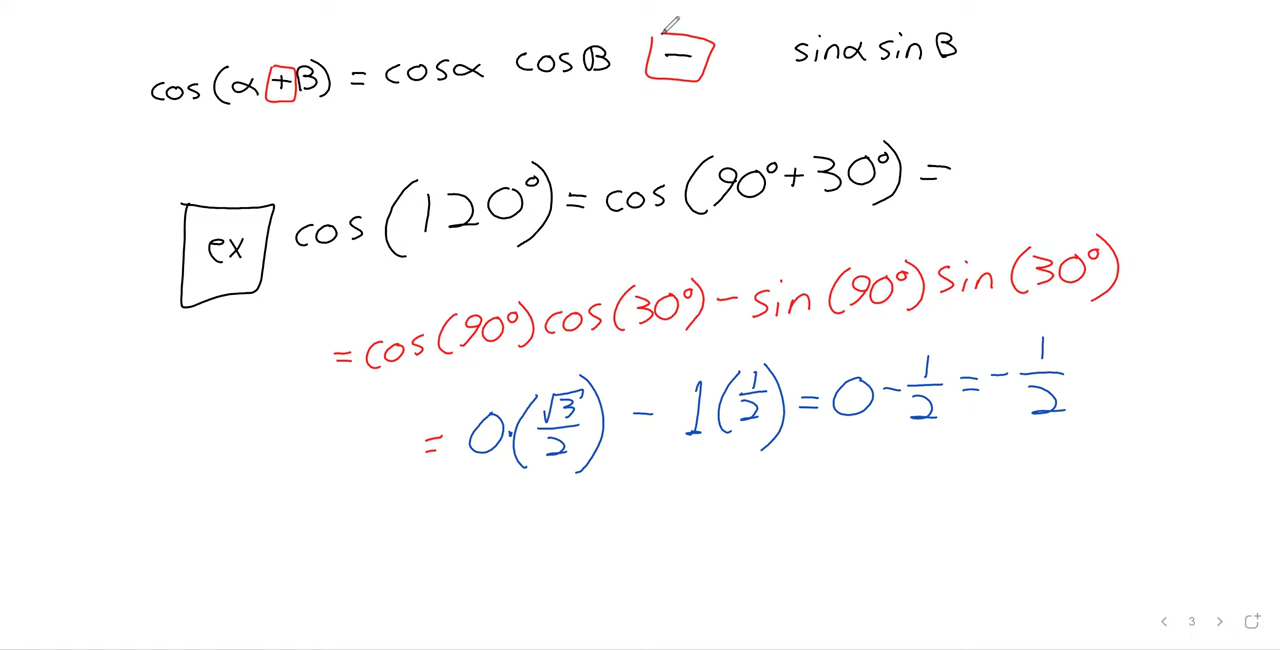 cos(α+β) = cosα cosβ − sinα sinβ
ex cos(120°) = cos(90°+30°) =
= cos(90°)cos(30°) − sin(90°)sin(30°)
= 0·(√3/2) − 1(1/2) = 0 − 1/2 = −1/2
3